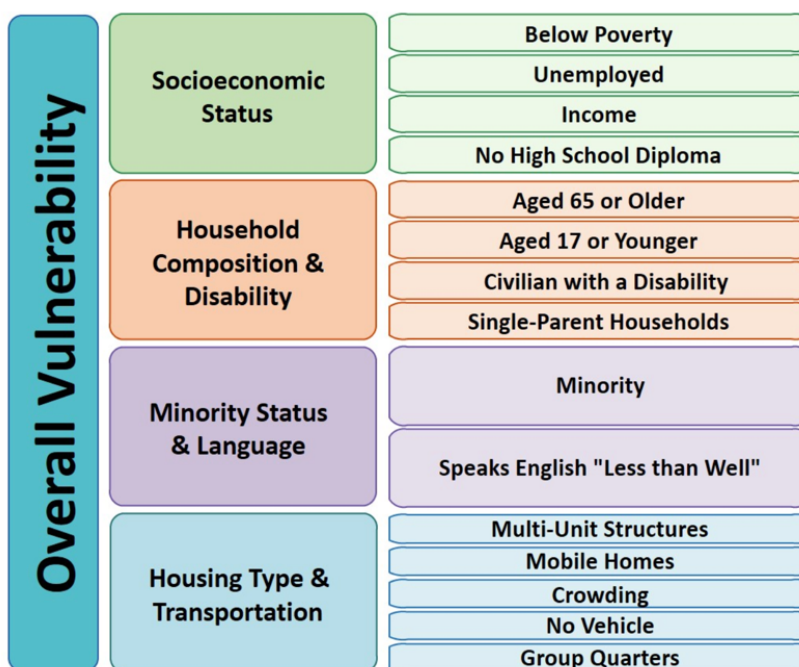 Overall Vulnerability
Socioeconomic
Status
Below Poverty
Unemployed
Income
No High School Diploma
Household
Composition &
Disability
Aged 65 or Older
Aged 17 or Younger
Civilian with a Disability
Single-Parent Households
Minority Status
& Language
Minority
Speaks English "Less than Well"
Housing Type &
Transportation
Multi-Unit Structures
Mobile Homes
Crowding
No Vehicle
Group Quarters